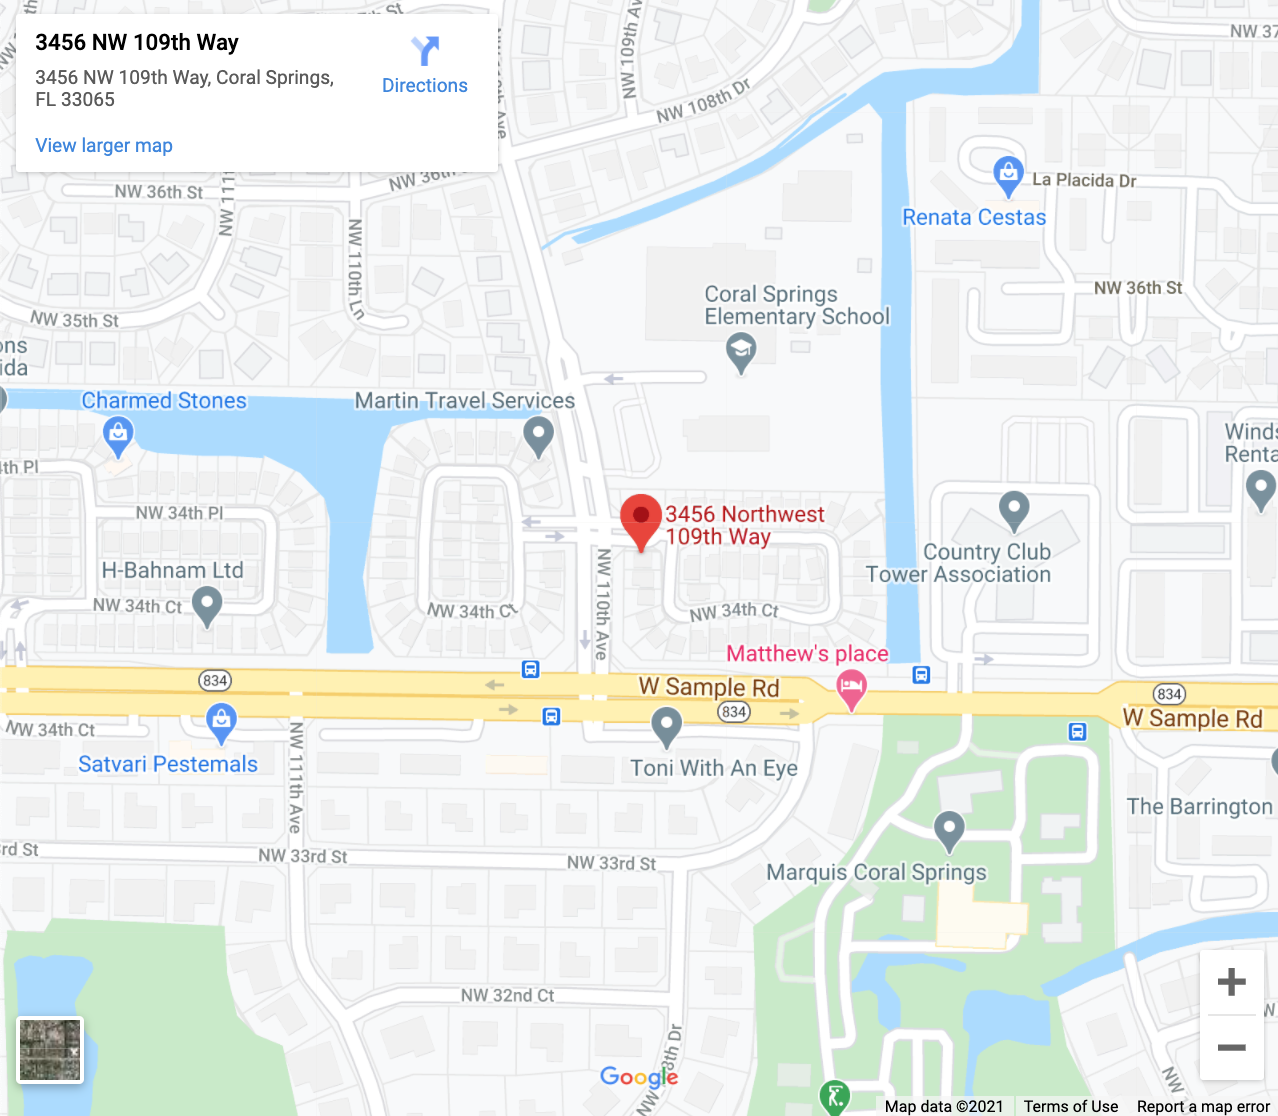 3456 NW 109th Way
3456 NW 109th Way, Coral Springs,
FL 33065
Directions
View larger map
NW 109th Av
NW 108th Dr
NW 37
NW 36th St
NW 36th
NW 111
NW 110th Ln
NW 35th St
La Placida Dr
Renata Cestas
NW 36th St
Coral Springs
Elementary School
ons
ida
Charmed Stones
Martin Travel Services
4th Pl
NW 34th Pl
H-Bahnam Ltd
NW 34th Ct
NW 34th Ct
3456 Northwest
109th Way
NW 110th Ave
NW 34th Ct
Country Club
Tower Association
Winds
Renta
Matthew's place
834
W Sample Rd
834
834
W Sample Rd
NW 34th Ct
Satvari Pestemals
NW 111th Ave
Toni With An Eye
The Barrington
rd St
NW 33rd St
NW 33rd St
Marquis Coral Springs
NW 32nd Ct
NW
8th Dr
NW
Google
Map data ©2021
Terms of Use
Report a map error